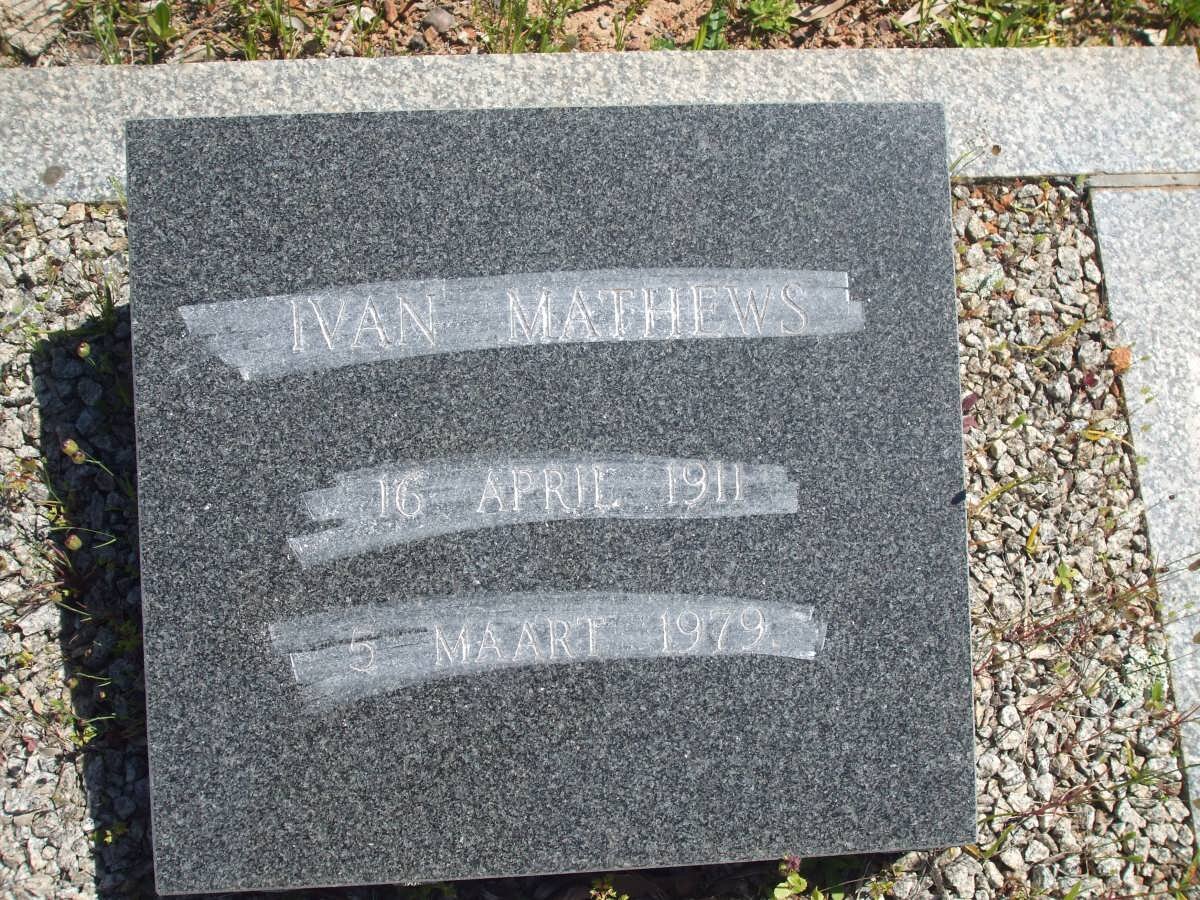 IVAN MATHEWS
16 APRIL 1911
5 MAART 1979.